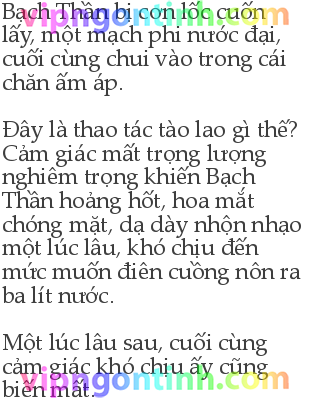 Bạch Thần bị cơn lốc cuốn
lấy, một mạch phi nước đại,
cuối cùng chui vào trong cái
chăn ấm áp.
Đây là thao tác tào lao gì thế?
Cảm giác mất trọng lượng
nghiêm trọng khiến Bạch
Thần hoảng hốt, hoa mắt
chóng mặt, dạ dày nhộn nhạo
một lúc lâu, khó chịu đến
mức muốn điên cuồng nôn ra
ba lít nước.
Một lúc lâu sau, cuối cùng
cảm giác khó chịu ấy cũng
biến mất.
vipngontinh.com
vipngontinh.com